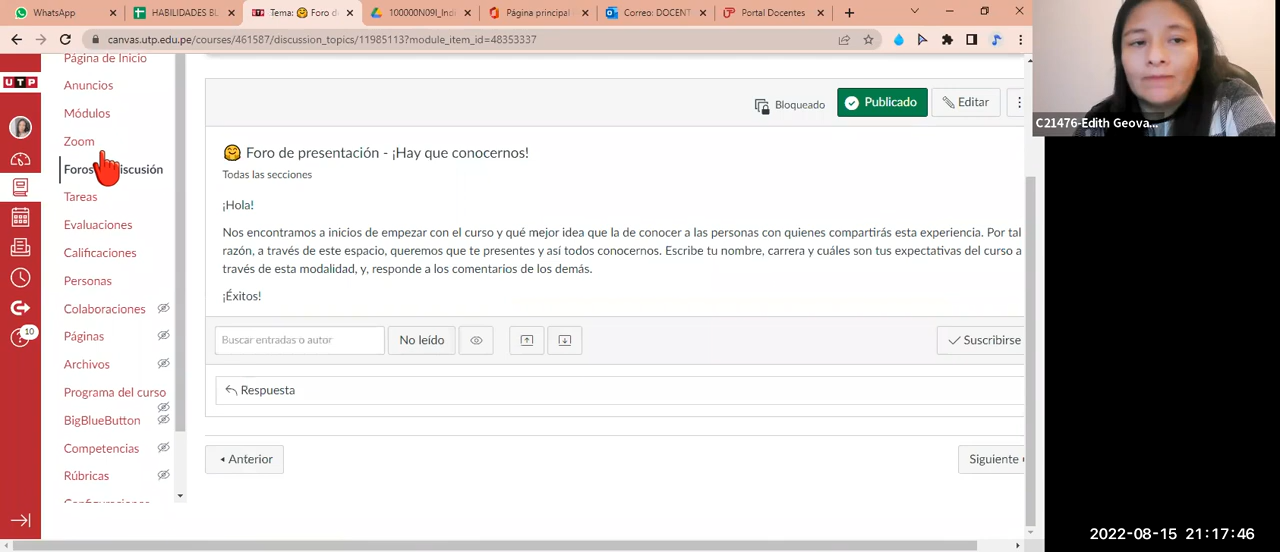 WhatsApp
HABILIDADES BL
Tema: 🤗 Foro d
100000N09I_Indi
Página principal
Correo: DOCENT
Portal Docentes
canvas.utp.edu.pe/courses/461587/discussion_topics/11985113?module_item_id=48353337
UTP
10
Página de Inicio
Anuncios
Módulos
Zoom
Foros discusión
Tareas
Evaluaciones
Calificaciones
Personas
Colaboraciones
Páginas
Archivos
Programa del curso
BigBlueButton
Competencias
Rúbricas
Configuraciones
Bloqueado
Publicado
Editar
🤗 Foro de presentación - ¡Hay que conocernos!
Todas las secciones
¡Hola!
Nos encontramos a inicios de empezar con el curso y qué mejor idea que la de conocer a las personas con quienes compartirás esta experiencia. Por tal
razón, a través de este espacio, queremos que te presentes y así todos conocernos. Escribe tu nombre, carrera y cuáles son tus expectativas del curso a
través de esta modalidad, y, responde a los comentarios de los demás.
¡Éxitos!
Buscar entradas o autor
No leído
Suscribirse
Respuesta
Anterior
Siguiente
C21476-Edith Geova...
2022-08-15 21:17:46